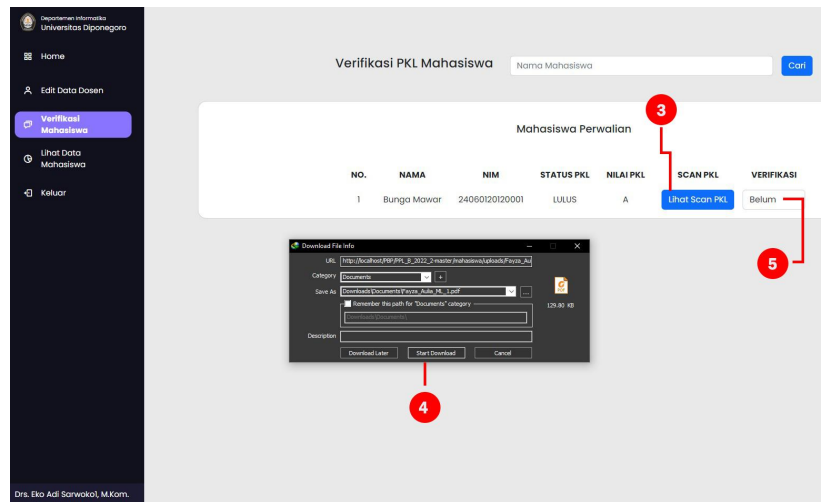 Departemen Informatika
Universitas Diponegoro
Home
Edit Data Dosen
Verifikasi
Mahasiswa
Lihat Data
Mahasiswa
Keluar
Drs. Eko Adi Sarwoko1, M.Kom.
Verifikasi PKL Mahasiswa
Nama Mahasiswa
Cari
3
Mahasiswa Perwalian
NO. NAMA NIM STATUS PKL NILAI PKL SCAN PKL VERIFIKASI
1 Bunga Mawar 24060120120001 LULUS A Lihat Scan PKL Belum
5
Download File Info
URL http://localhost/PBP/PPL_B_2022_2-master/mahasiswa/uploads/Fayza_Au
Category Documents +
Save As Downloads\Documents\Fayza_Aulia_ML_1.pdf ...
Remember this path for "Documents" category
129.80 KB
Downloads\Documents\
Description
Download Later Start Download Cancel
4